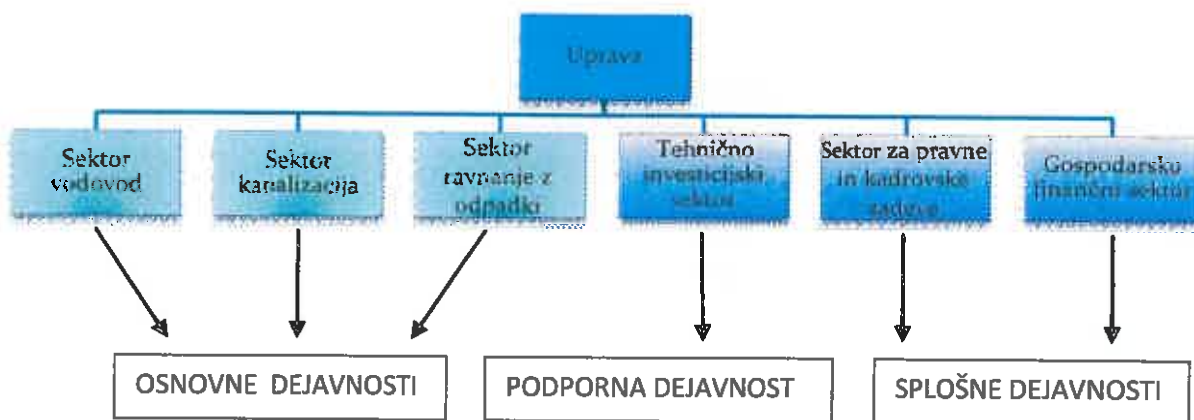 Uprava
Sektor
vodovod
Sektor
kanalizacija
Sektor
ravnanje z
odpadki
Tehnično
investicijski
sektor
Sektor za pravne
in kadrovske
zadeve
Gospodarsko
finančni sektor
OSNOVNE DEJAVNOSTI
PODPORNA DEJAVNOST
SPLOŠNE DEJAVNOSTI